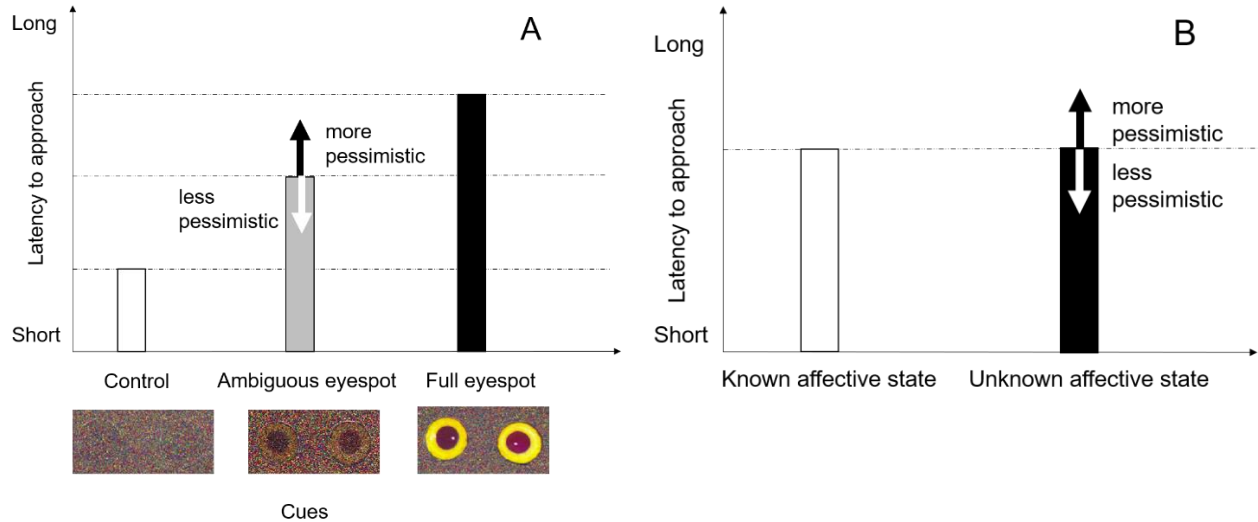 A
Long
Latency to approach
more
pessimistic
less
pessimistic
Short
Control
Ambiguous eyespot
Full eyespot
Cues
B
Long
Latency to approach
more
pessimistic
less
pessimistic
Short
Known affective state
Unknown affective state